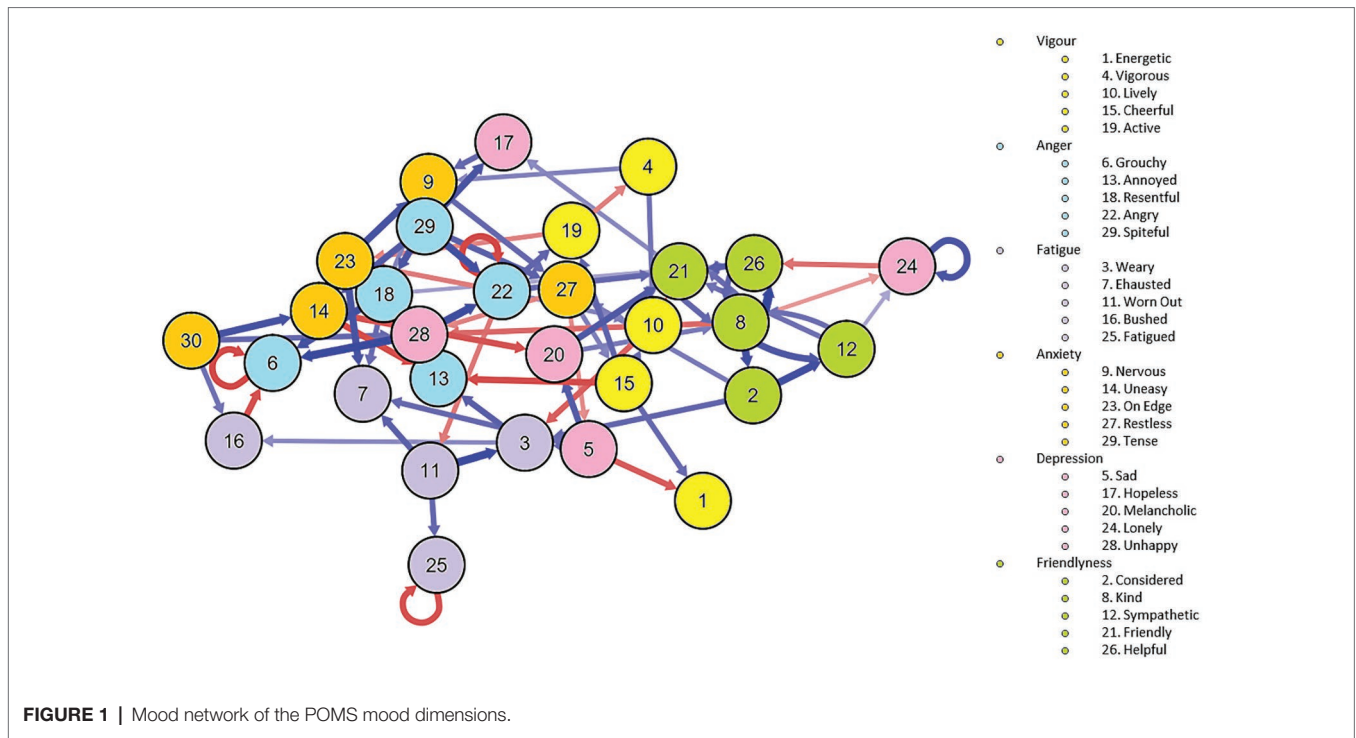 17
4
9
29
19
23
21
26
24
18
22
27
14
10
8
30
28
12
6
20
13
15
7
2
16
3
5
11
1
25
Vigour
1. Energetic
4. Vigorous
10. Lively
15. Cheerful
19. Active
Anger
6. Grouchy
13. Annoyed
18. Resentful
22. Angry
29. Spiteful
Fatigue
3. Weary
7. Ehausted
11. Worn Out
16. Bushed
25. Fatigued
Anxiety
9. Nervous
14. Uneasy
23. On Edge
27. Restless
29. Tense
Depression
5. Sad
17. Hopeless
20. Melancholic
24. Lonely
28. Unhappy
Friendlyness
2. Considered
8. Kind
12. Sympathetic
21. Friendly
26. Helpful
FIGURE 1 | Mood network of the POMS mood dimensions.